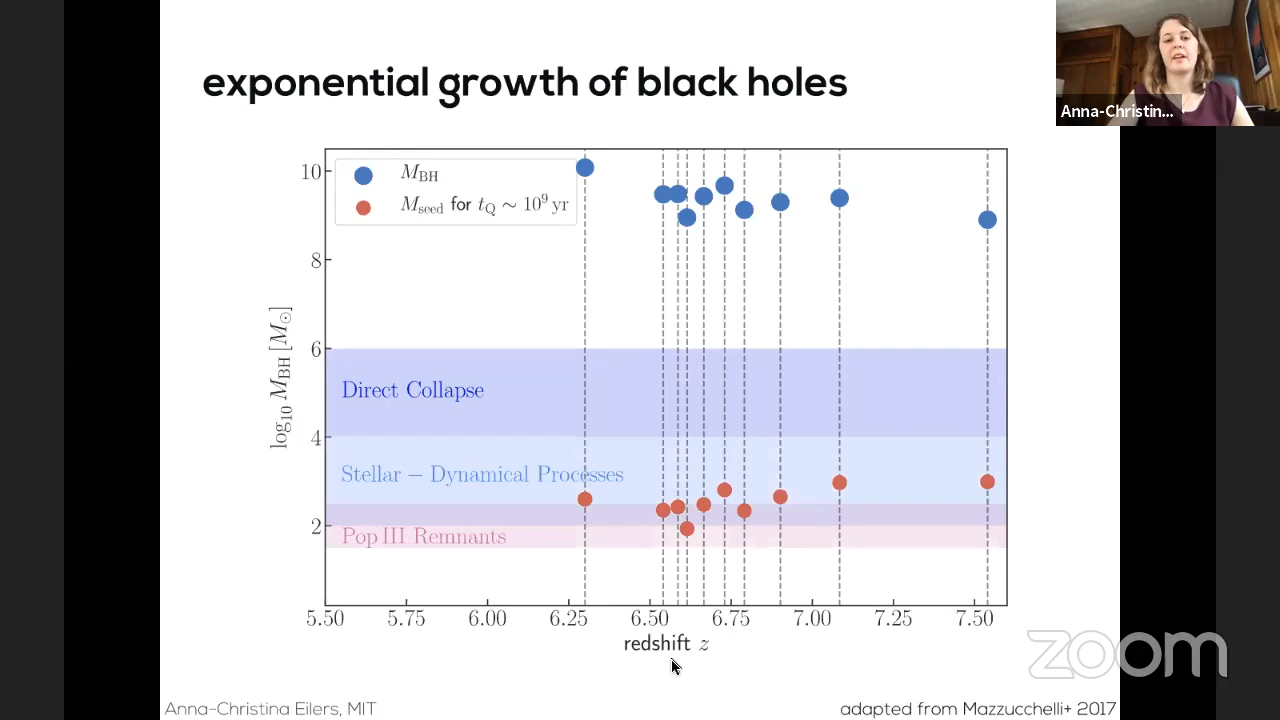 exponential growth of black holes
Anna-Christin...
10
8
6
4
2
log₁₀ M_BH [M_⊙]
M_BH
M_seed for t_Q ∼ 10⁹ yr
Direct Collapse
Stellar − Dynamical Processes
Pop III Remnants
5.50 5.75 6.00 6.25 6.50 6.75 7.00 7.25 7.50
redshift z
zoom
Anna-Christina Eilers, MIT
adapted from Mazzucchelli+ 2017